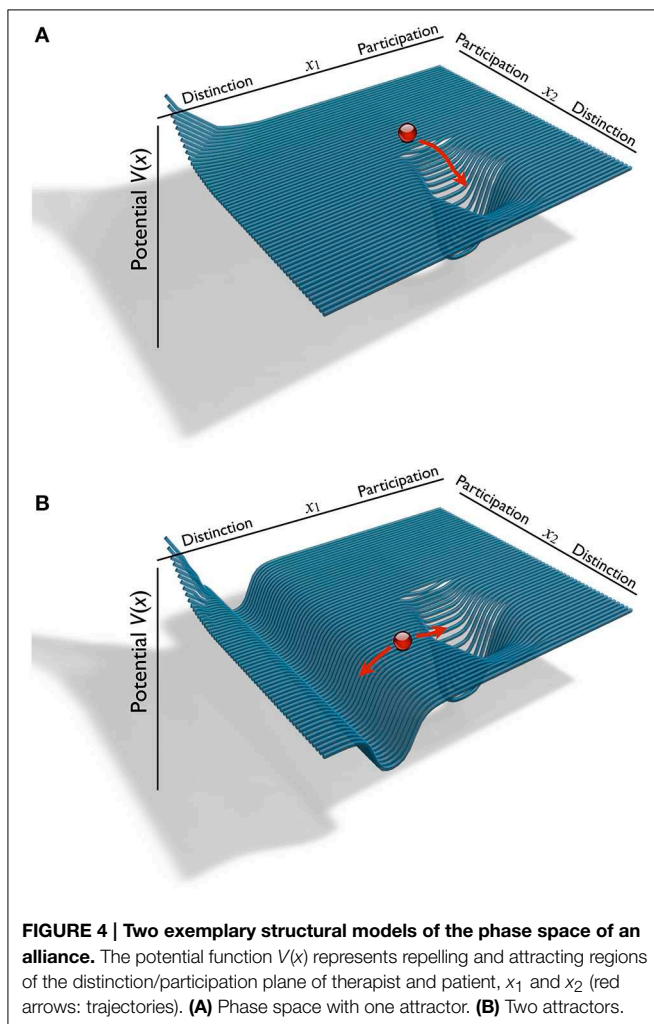 A
Distinction
x1
Participation
Participation
x2
Distinction
Potential V(x)
B
Distinction
x1
Participation
Participation
x2
Distinction
Potential V(x)
FIGURE 4 | Two exemplary structural models of the phase space of an
alliance. The potential function V(x) represents repelling and attracting regions
of the distinction/participation plane of therapist and patient, x1 and x2 (red
arrows: trajectories). (A) Phase space with one attractor. (B) Two attractors.